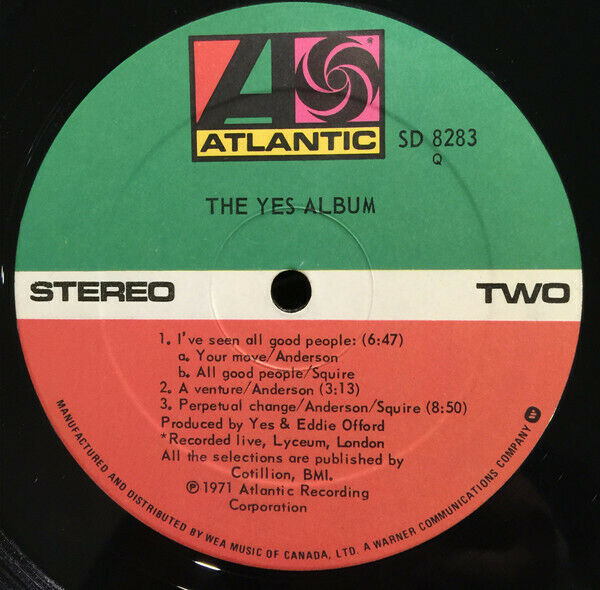 ATLANTIC
®
SD 8283
Q
THE YES ALBUM
STEREO
TWO
1. I've seen all good people: (6:47)
a. Your move/Anderson
b. All good people/Squire
2. A venture/Anderson (3:13)
3. Perpetual change/Anderson/Squire (8:50)
Produced by Yes & Eddie Offord
*Recorded live, Lyceum, London
All the selections are published by
Cotillion, BMI.
℗ 1971 Atlantic Recording
Corporation
MANUFACTURED AND DISTRIBUTED BY WEA MUSIC OF CANADA, LTD. A WARNER COMMUNICATIONS COMPANY